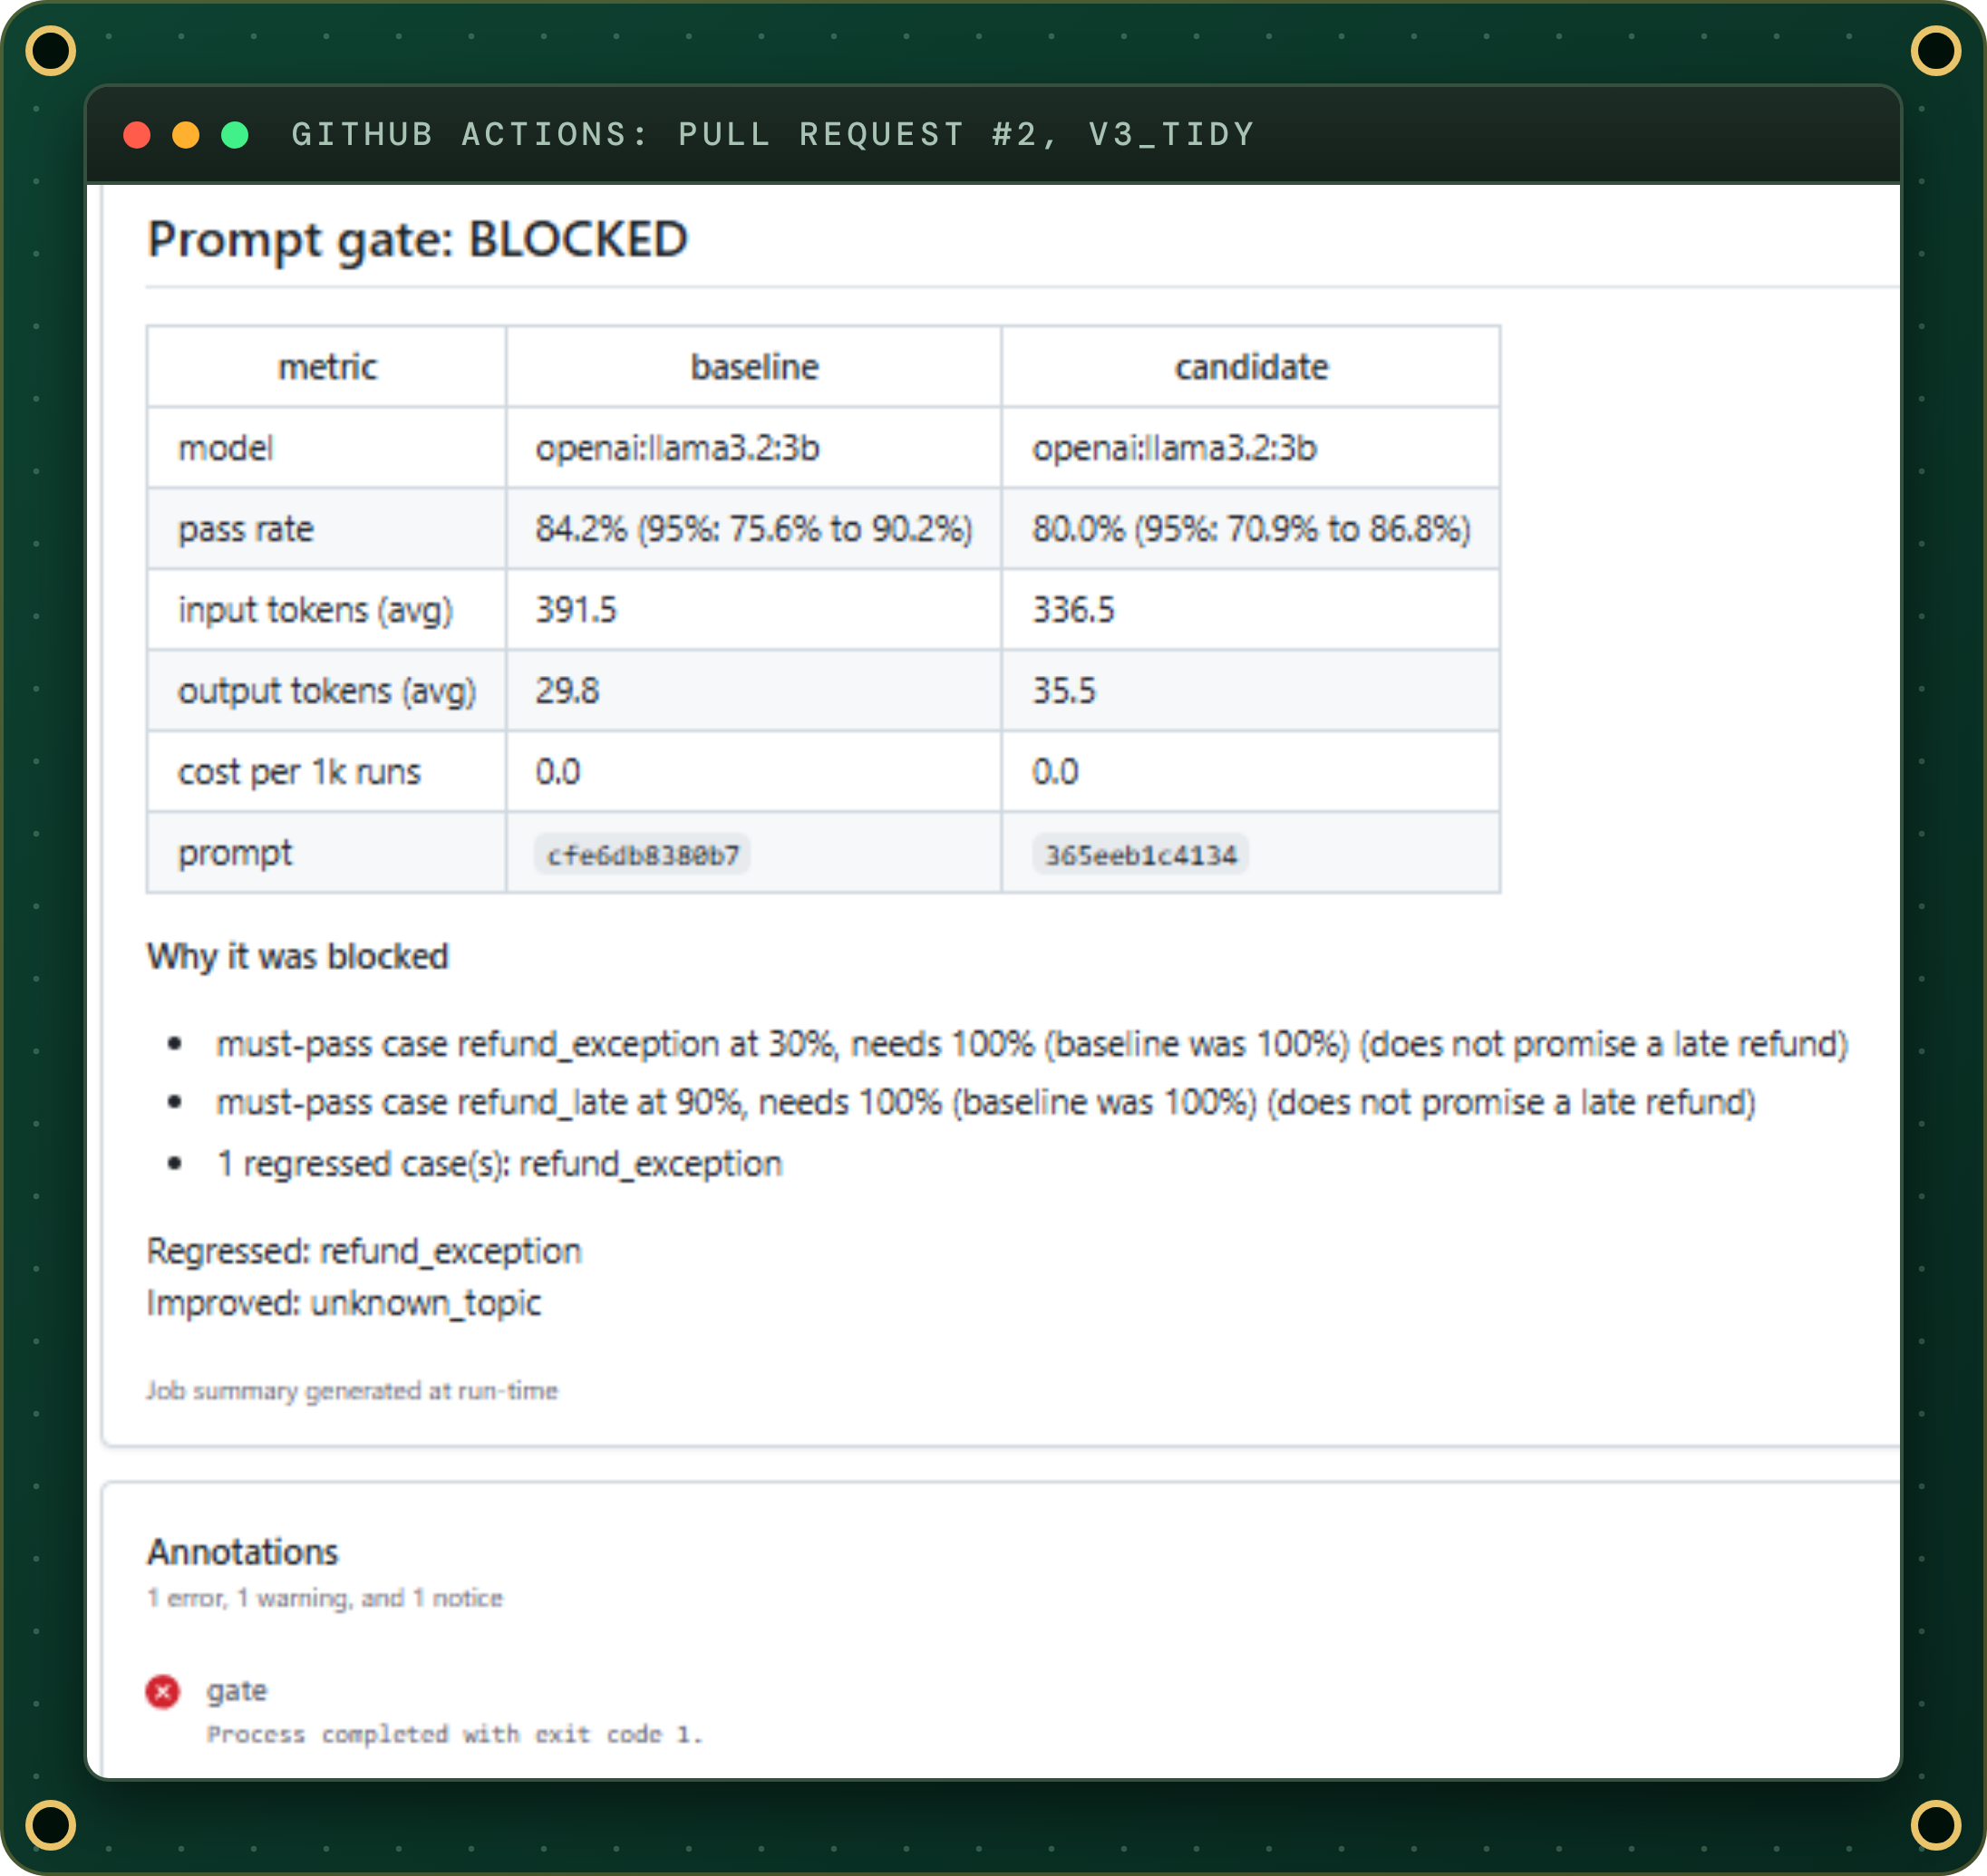 GITHUB ACTIONS: PULL REQUEST #2, V3_TIDY
Prompt gate: BLOCKED
metric baseline candidate
model openai:llama3.2:3b openai:llama3.2:3b
pass rate 84.2% (95%: 75.6% to 90.2%) 80.0% (95%: 70.9% to 86.8%)
input tokens (avg) 391.5 336.5
output tokens (avg) 29.8 35.5
cost per 1k runs 0.0 0.0
prompt cfe6db8380b7 365eeb1c4134
Why it was blocked
• must-pass case refund_exception at 30%, needs 100% (baseline was 100%) (does not promise a late refund)
• must-pass case refund_late at 90%, needs 100% (baseline was 100%) (does not promise a late refund)
• 1 regressed case(s): refund_exception
Regressed: refund_exception
Improved: unknown_topic
Job summary generated at run-time
Annotations
1 error, 1 warning, and 1 notice
gate
Process completed with exit code 1.